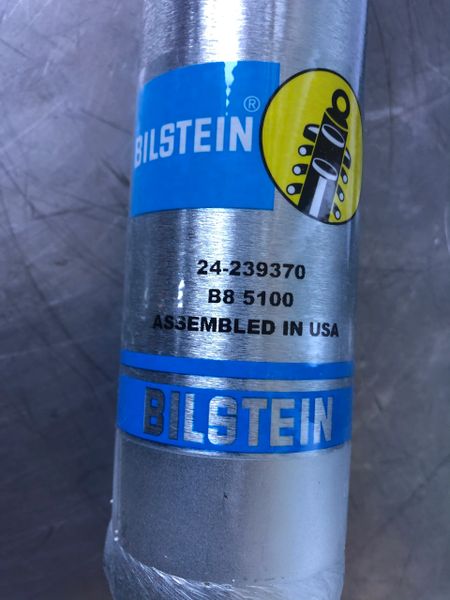 BILSTEIN®
24-239370
B8 5100
ASSEMBLED IN USA
BILSTEIN